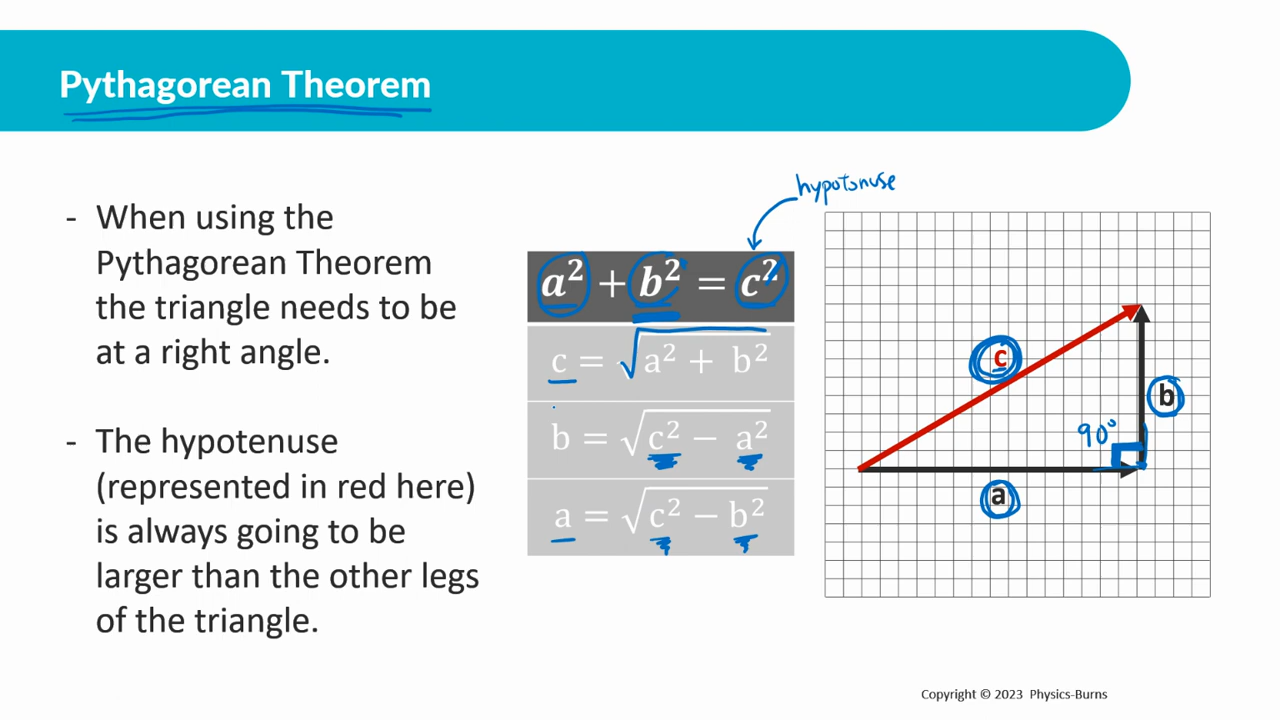 Pythagorean Theorem
- When using the
Pythagorean Theorem
the triangle needs to be
at a right angle.
- The hypotenuse
(represented in red here)
is always going to be
larger than the other legs
of the triangle.
hypotonuse
a² + b² = c²
c = √a² + b²
b = √c² − a²
a = √c² − b²
c
b
90°
a
Copyright © 2023 Physics-Burns